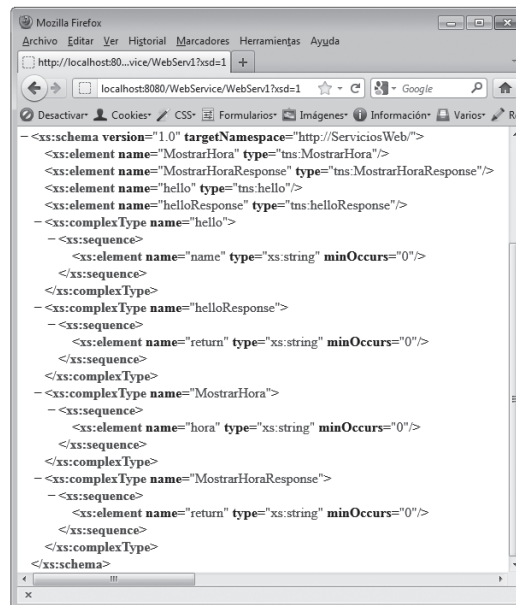 Mozilla Firefox
Archivo Editar Ver Historial Marcadores Herramientas Ayuda
http://localhost:80...vice/WebServ1?xsd=1 +
localhost:8080/WebService/WebServ1?xsd=1 Google
Desactivar Cookies CSS Formularios Imágenes Información Varios
−<xs:schema version="1.0" targetNamespace="http://ServiciosWeb/">
<xs:element name="MostrarHora" type="tns:MostrarHora"/>
<xs:element name="MostrarHoraResponse" type="tns:MostrarHoraResponse"/>
<xs:element name="hello" type="tns:hello"/>
<xs:element name="helloResponse" type="tns:helloResponse"/>
−<xs:complexType name="hello">
−<xs:sequence>
<xs:element name="name" type="xs:string" minOccurs="0"/>
</xs:sequence>
</xs:complexType>
−<xs:complexType name="helloResponse">
−<xs:sequence>
<xs:element name="return" type="xs:string" minOccurs="0"/>
</xs:sequence>
</xs:complexType>
−<xs:complexType name="MostrarHora">
−<xs:sequence>
<xs:element name="hora" type="xs:string" minOccurs="0"/>
</xs:sequence>
</xs:complexType>
−<xs:complexType name="MostrarHoraResponse">
−<xs:sequence>
<xs:element name="return" type="xs:string" minOccurs="0"/>
</xs:sequence>
</xs:complexType>
</xs:schema>